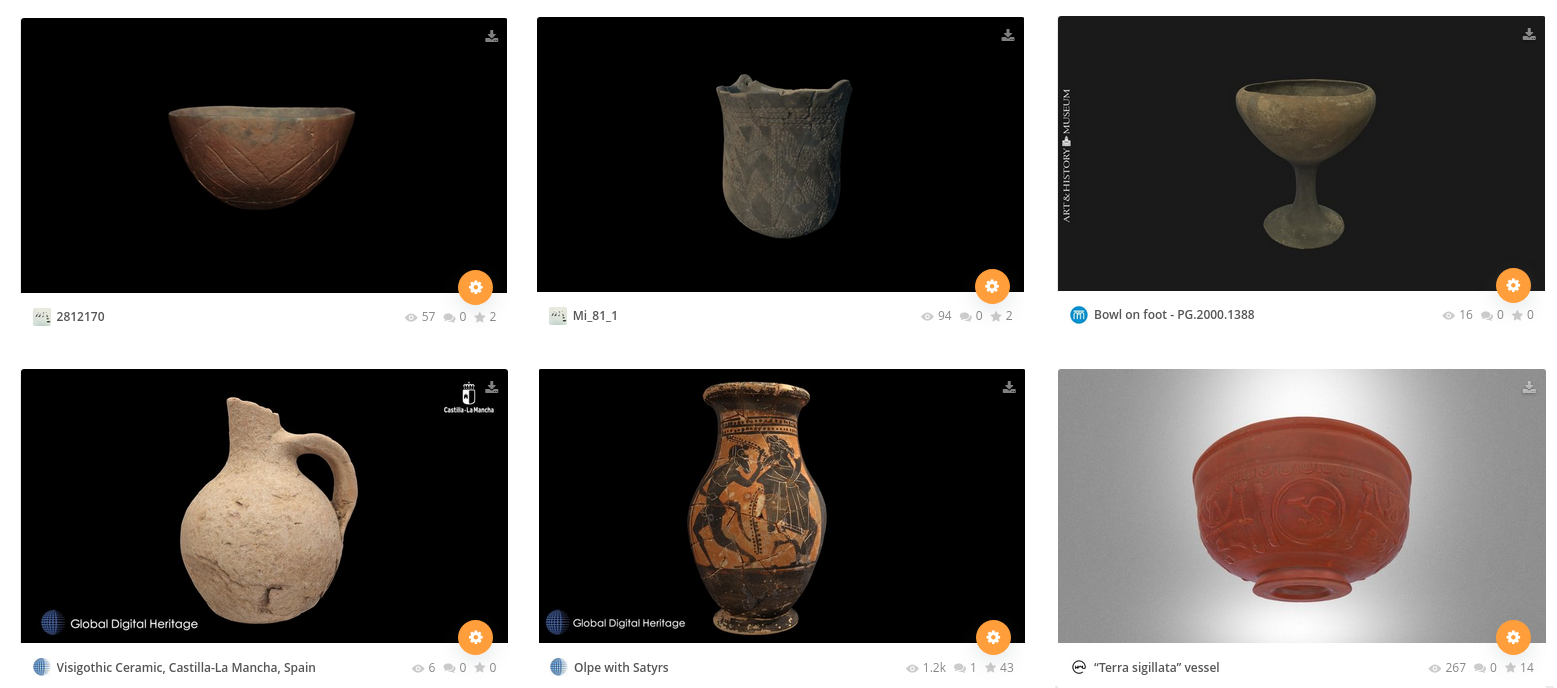 ART & HISTORY MUSEUM
2812170 57 0 2
Mi_81_1 94 0 2
Bowl on foot - PG.2000.1388 16 0 0
Castilla-La Mancha
Global Digital Heritage
Global Digital Heritage
Visigothic Ceramic, Castilla-La Mancha, Spain 6 0 0
Olpe with Satyrs 1.2k 1 43
“Terra sigillata” vessel 267 0 14